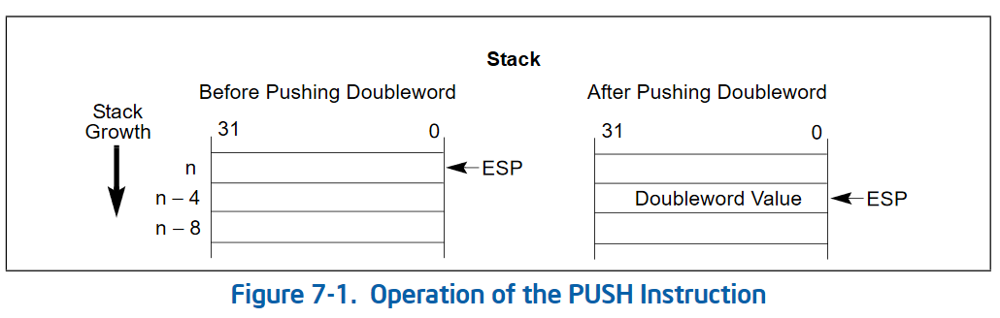 Stack
Before Pushing Doubleword
After Pushing Doubleword
Stack
Growth
31
0
31
0
n
ESP
n – 4
Doubleword Value
ESP
n – 8
Figure 7-1. Operation of the PUSH Instruction